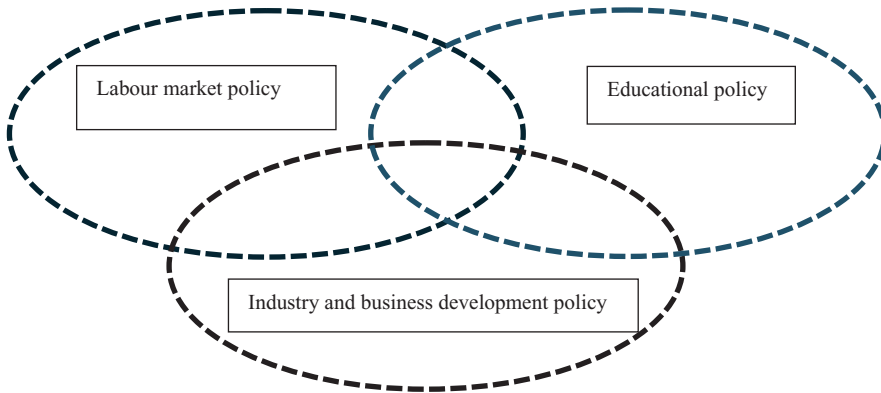 Labour market policy
Educational policy
Industry and business development policy